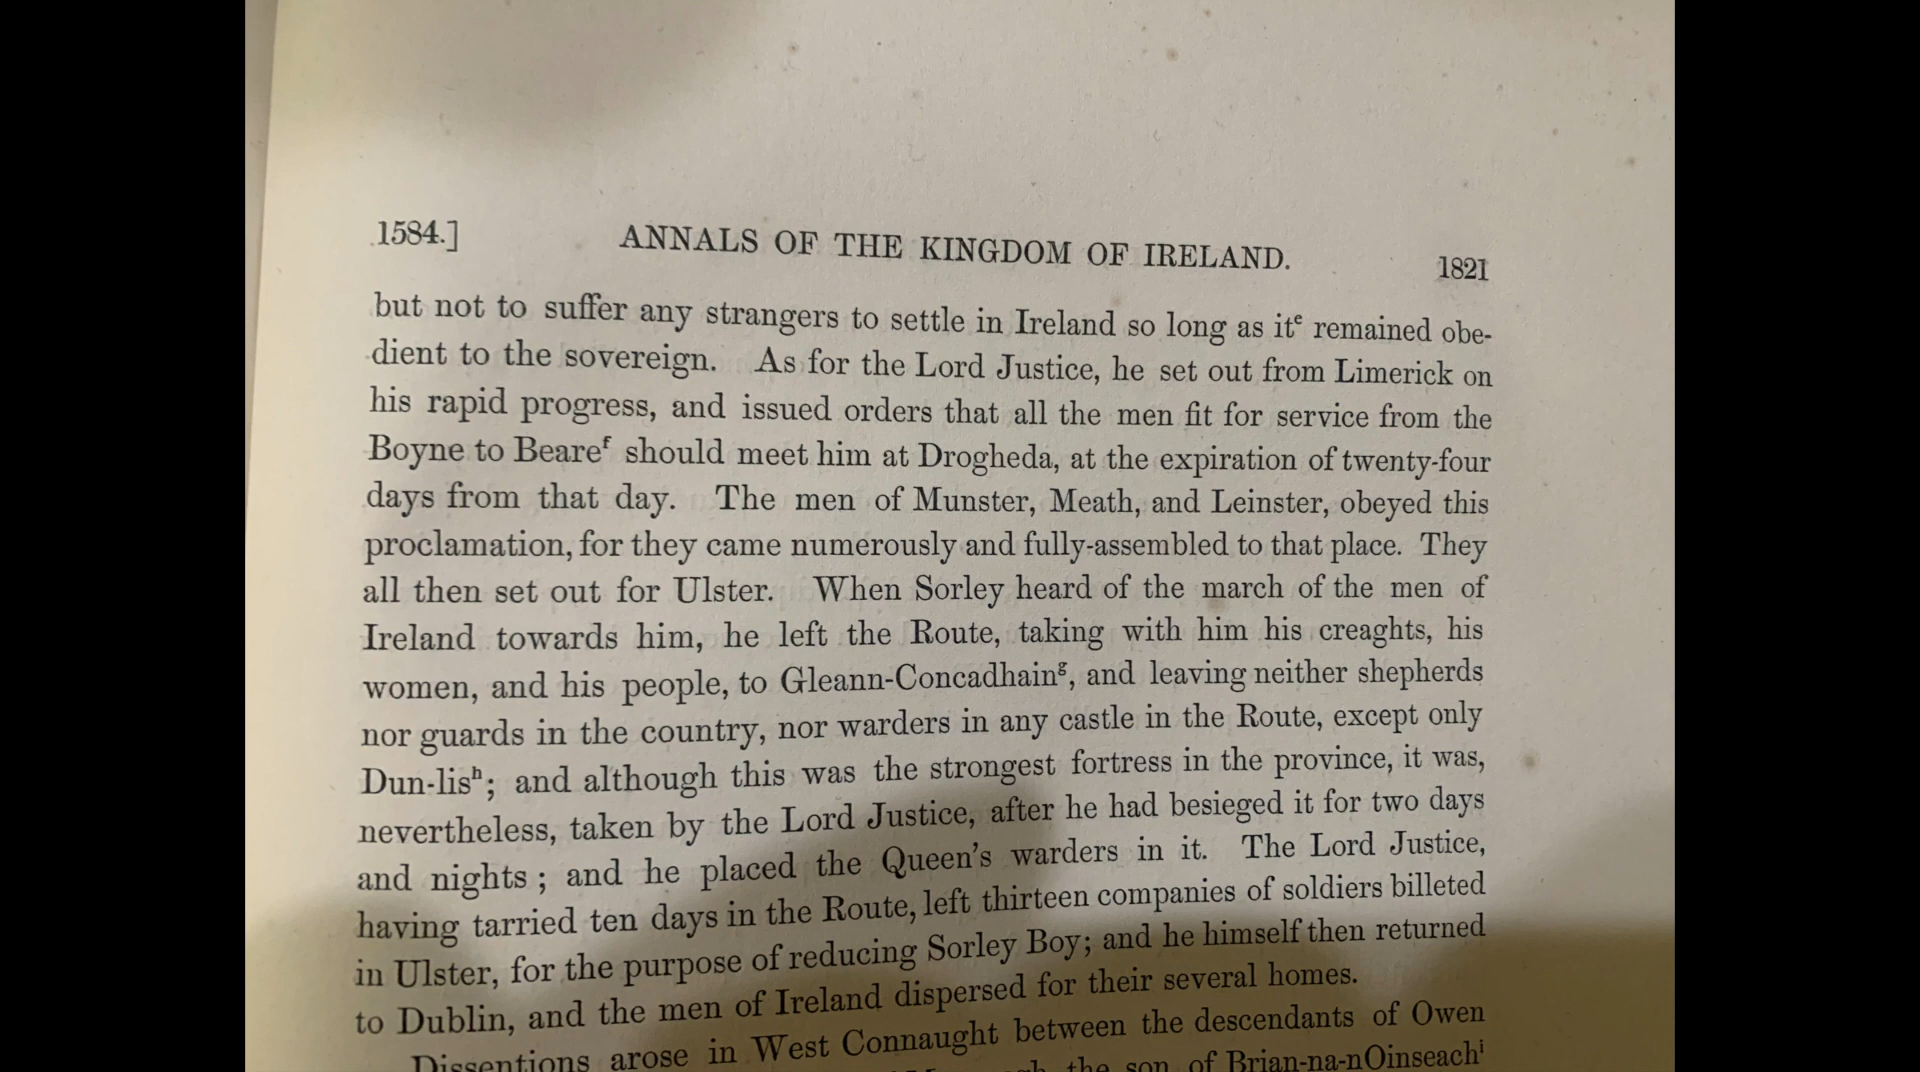 1584.] ANNALS OF THE KINGDOM OF IRELAND. 1821
but not to suffer any strangers to settle in Ireland so long as itᵉ remained obe-
dient to the sovereign. As for the Lord Justice, he set out from Limerick on
his rapid progress, and issued orders that all the men fit for service from the
Boyne to Beareᶠ should meet him at Drogheda, at the expiration of twenty-four
days from that day. The men of Munster, Meath, and Leinster, obeyed this
proclamation, for they came numerously and fully-assembled to that place. They
all then set out for Ulster. When Sorley heard of the march of the men of
Ireland towards him, he left the Route, taking with him his creaghts, his
women, and his people, to Gleann-Concadhainᵍ, and leaving neither shepherds
nor guards in the country, nor warders in any castle in the Route, except only
Dun-lisʰ; and although this was the strongest fortress in the province, it was,
nevertheless, taken by the Lord Justice, after he had besieged it for two days
and nights ; and he placed the Queen's warders in it. The Lord Justice,
having tarried ten days in the Route, left thirteen companies of soldiers billeted
in Ulster, for the purpose of reducing Sorley Boy; and he himself then returned
to Dublin, and the men of Ireland dispersed for their several homes.
Dissentions arose in West Connaught between the descendants of Owen
the son of Brian-na-nOinseachⁱ